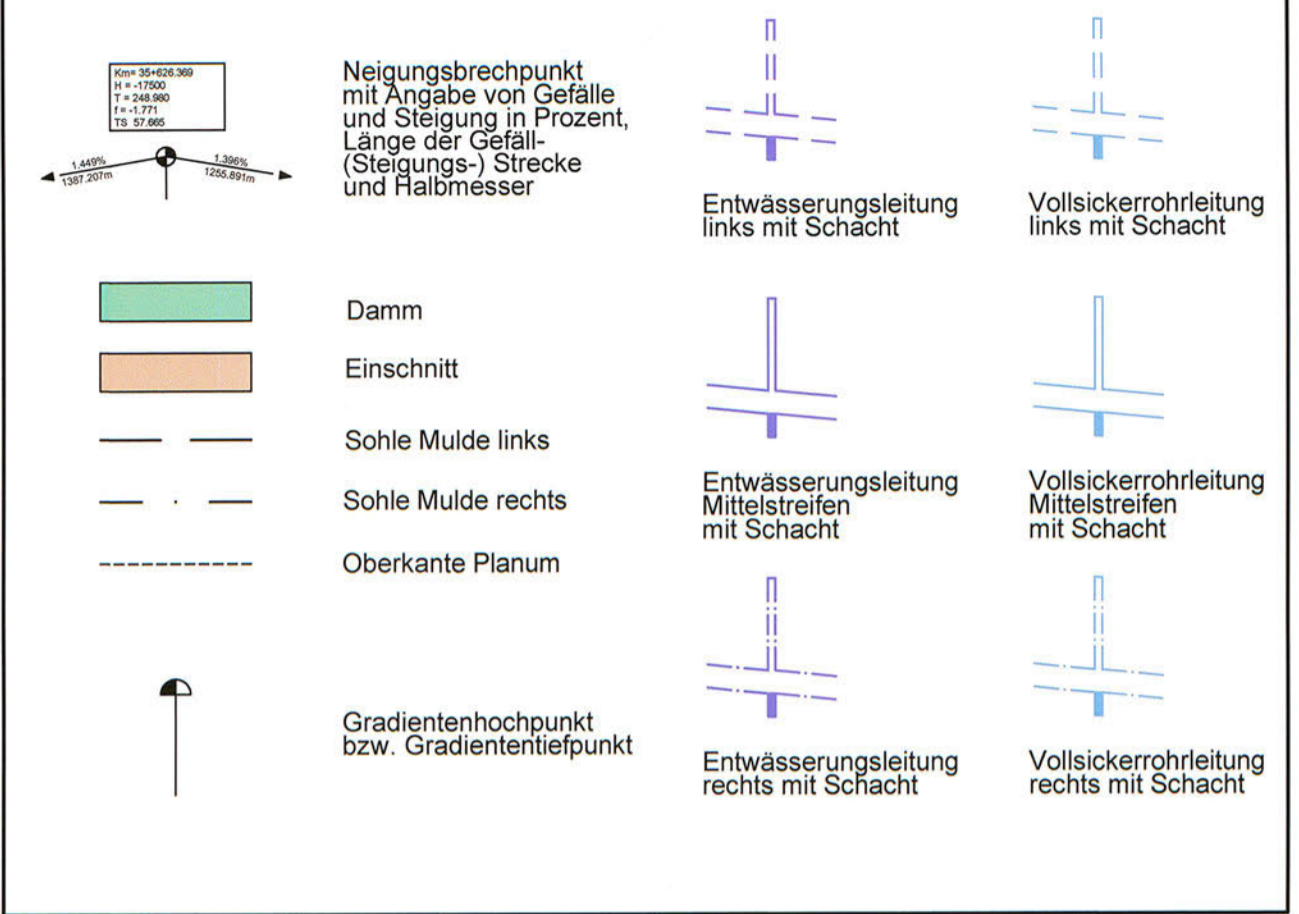 Km= 35+626.369
H = -17500
T = 248.980
f = -1.771
TS 57.665
1.449%
1387.207m
1.396%
1255.891m
Neigungsbrechpunkt
mit Angabe von Gefälle
und Steigung in Prozent,
Länge der Gefäll-
(Steigungs-) Strecke
und Halbmesser
Damm
Einschnitt
Sohle Mulde links
Sohle Mulde rechts
Oberkante Planum
Gradientenhochpunkt
bzw. Gradiententiefpunkt
Entwässerungsleitung
links mit Schacht
Vollsickerrohrleitung
links mit Schacht
Entwässerungsleitung
Mittelstreifen
mit Schacht
Vollsickerrohrleitung
Mittelstreifen
mit Schacht
Entwässerungsleitung
rechts mit Schacht
Vollsickerrohrleitung
rechts mit Schacht